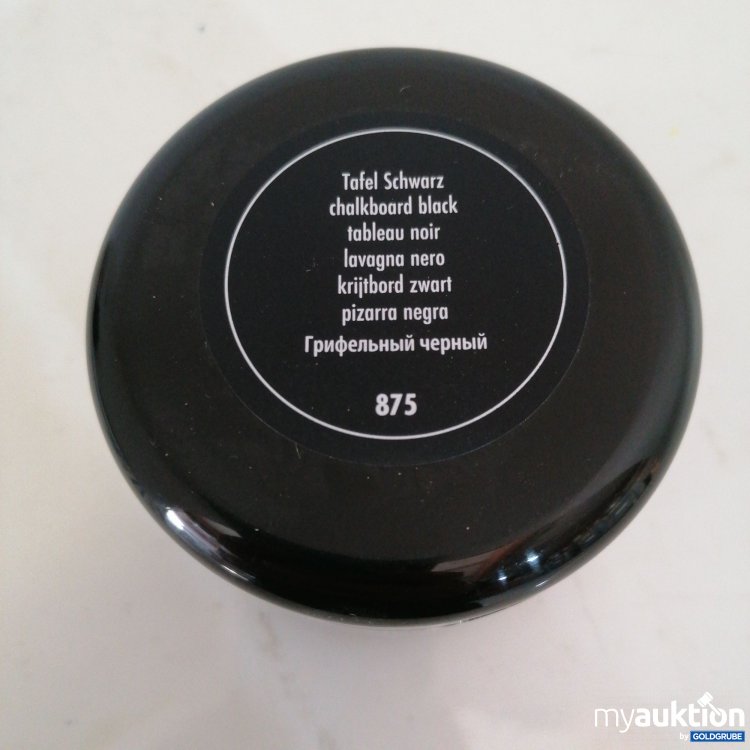 Tafel Schwarz
chalkboard black
tableau noir
lavagna nero
krijtbord zwart
pizarra negra
Грифельный черный
875
myauktion
by GOLDGRUBE